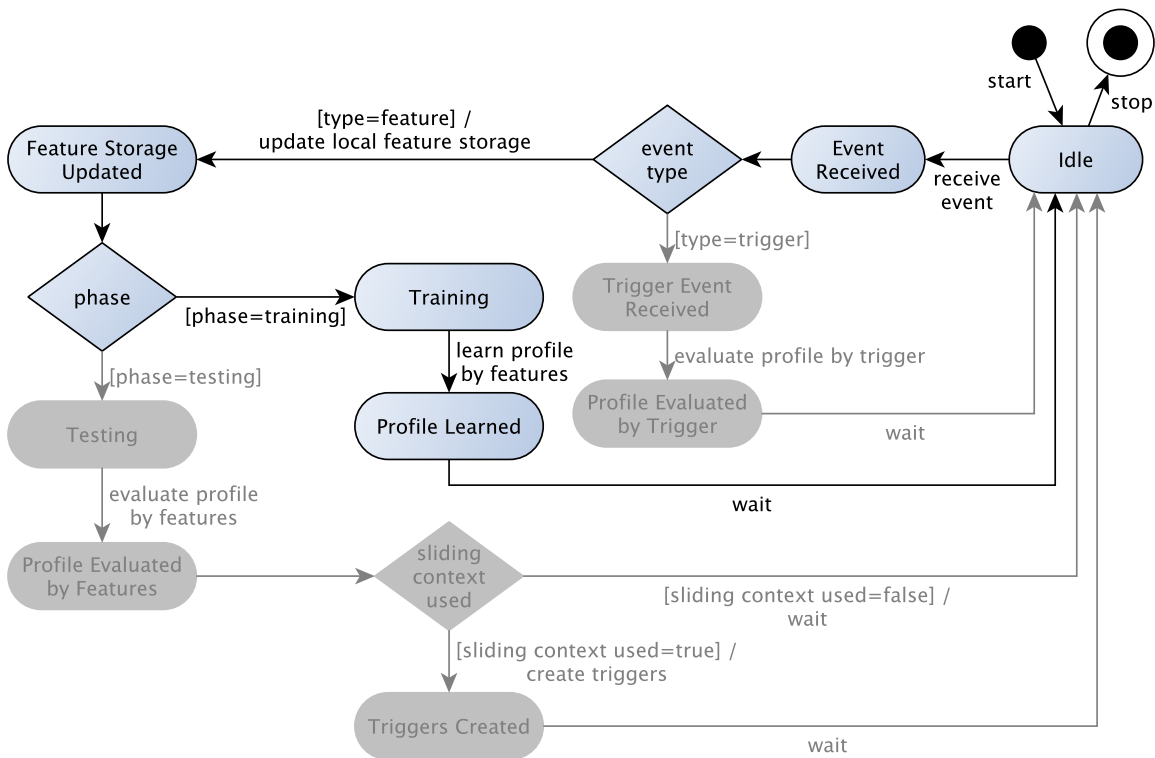 start
stop
[type=feature] /
update local feature storage
Feature Storage
Updated
event
type
Event
Received
Idle
receive
event
[type=trigger]
phase
[phase=training]
Training
Trigger Event
Received
learn profile
by features
evaluate profile by trigger
[phase=testing]
Testing
Profile Learned
Profile Evaluated
by Trigger
wait
evaluate profile
by features
wait
Profile Evaluated
by Features
sliding
context
used
[sliding context used=false] /
wait
[sliding context used=true] /
create triggers
Triggers Created
wait